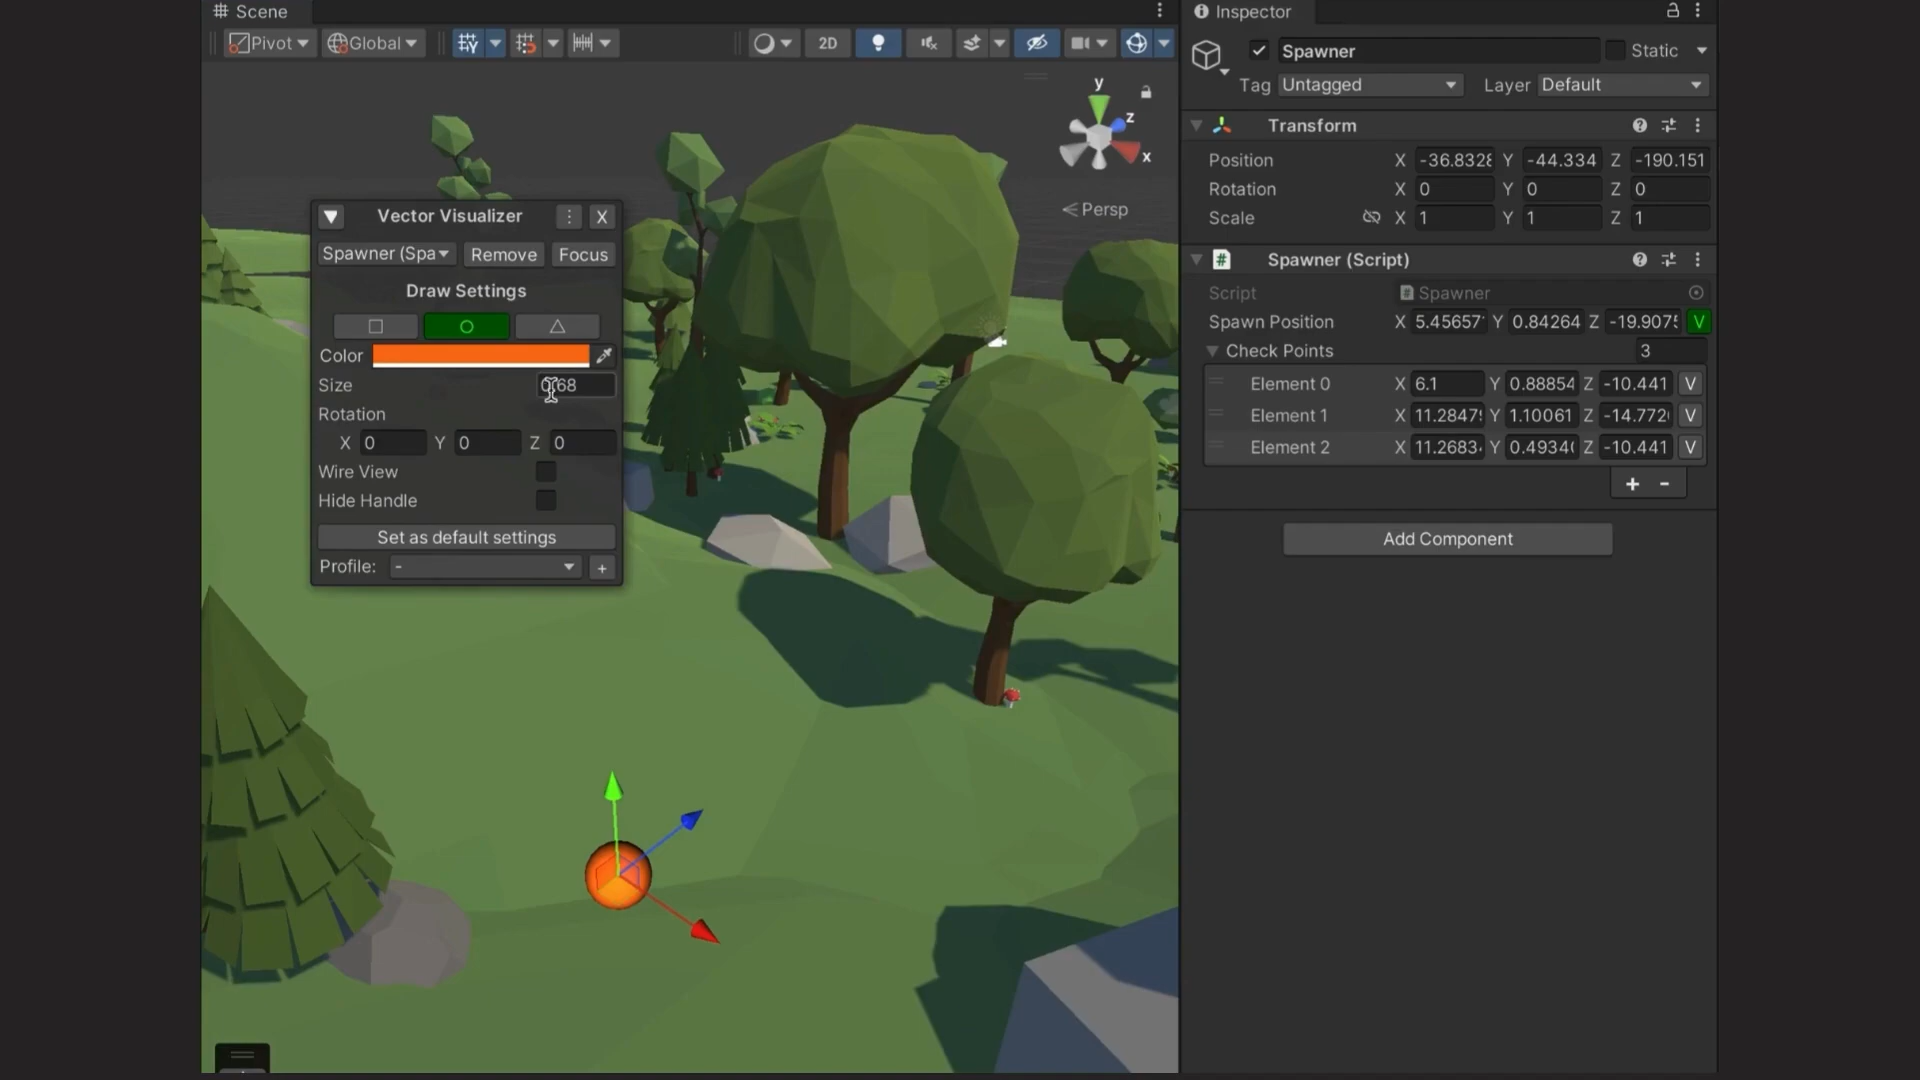 Scene
Pivot
Global
2D
y
z
x
Persp
Vector Visualizer
X
Spawner (Spa
Remove
Focus
Draw Settings
Color
Size
Rotation
X 0 Y 0 Z 0
Wire View
Hide Handle
Set as default settings
Profile: -
+
Inspector
Spawner
Static
Tag Untagged
Layer Default
Transform
Position X -36.8328 Y -44.334 Z -190.151
Rotation X 0 Y 0 Z 0
Scale X 1 Y 1 Z 1
# Spawner (Script)
Script # Spawner
Spawn Position X 5.45657 Y 0.84264 Z -19.907 V
Check Points 3
Element 0 X 6.1 Y 0.88854 Z -10.441 V
Element 1 X 11.2847 Y 1.10061 Z -14.772 V
Element 2 X 11.2683 Y 0.4934 Z -10.441 V
+ -
Add Component